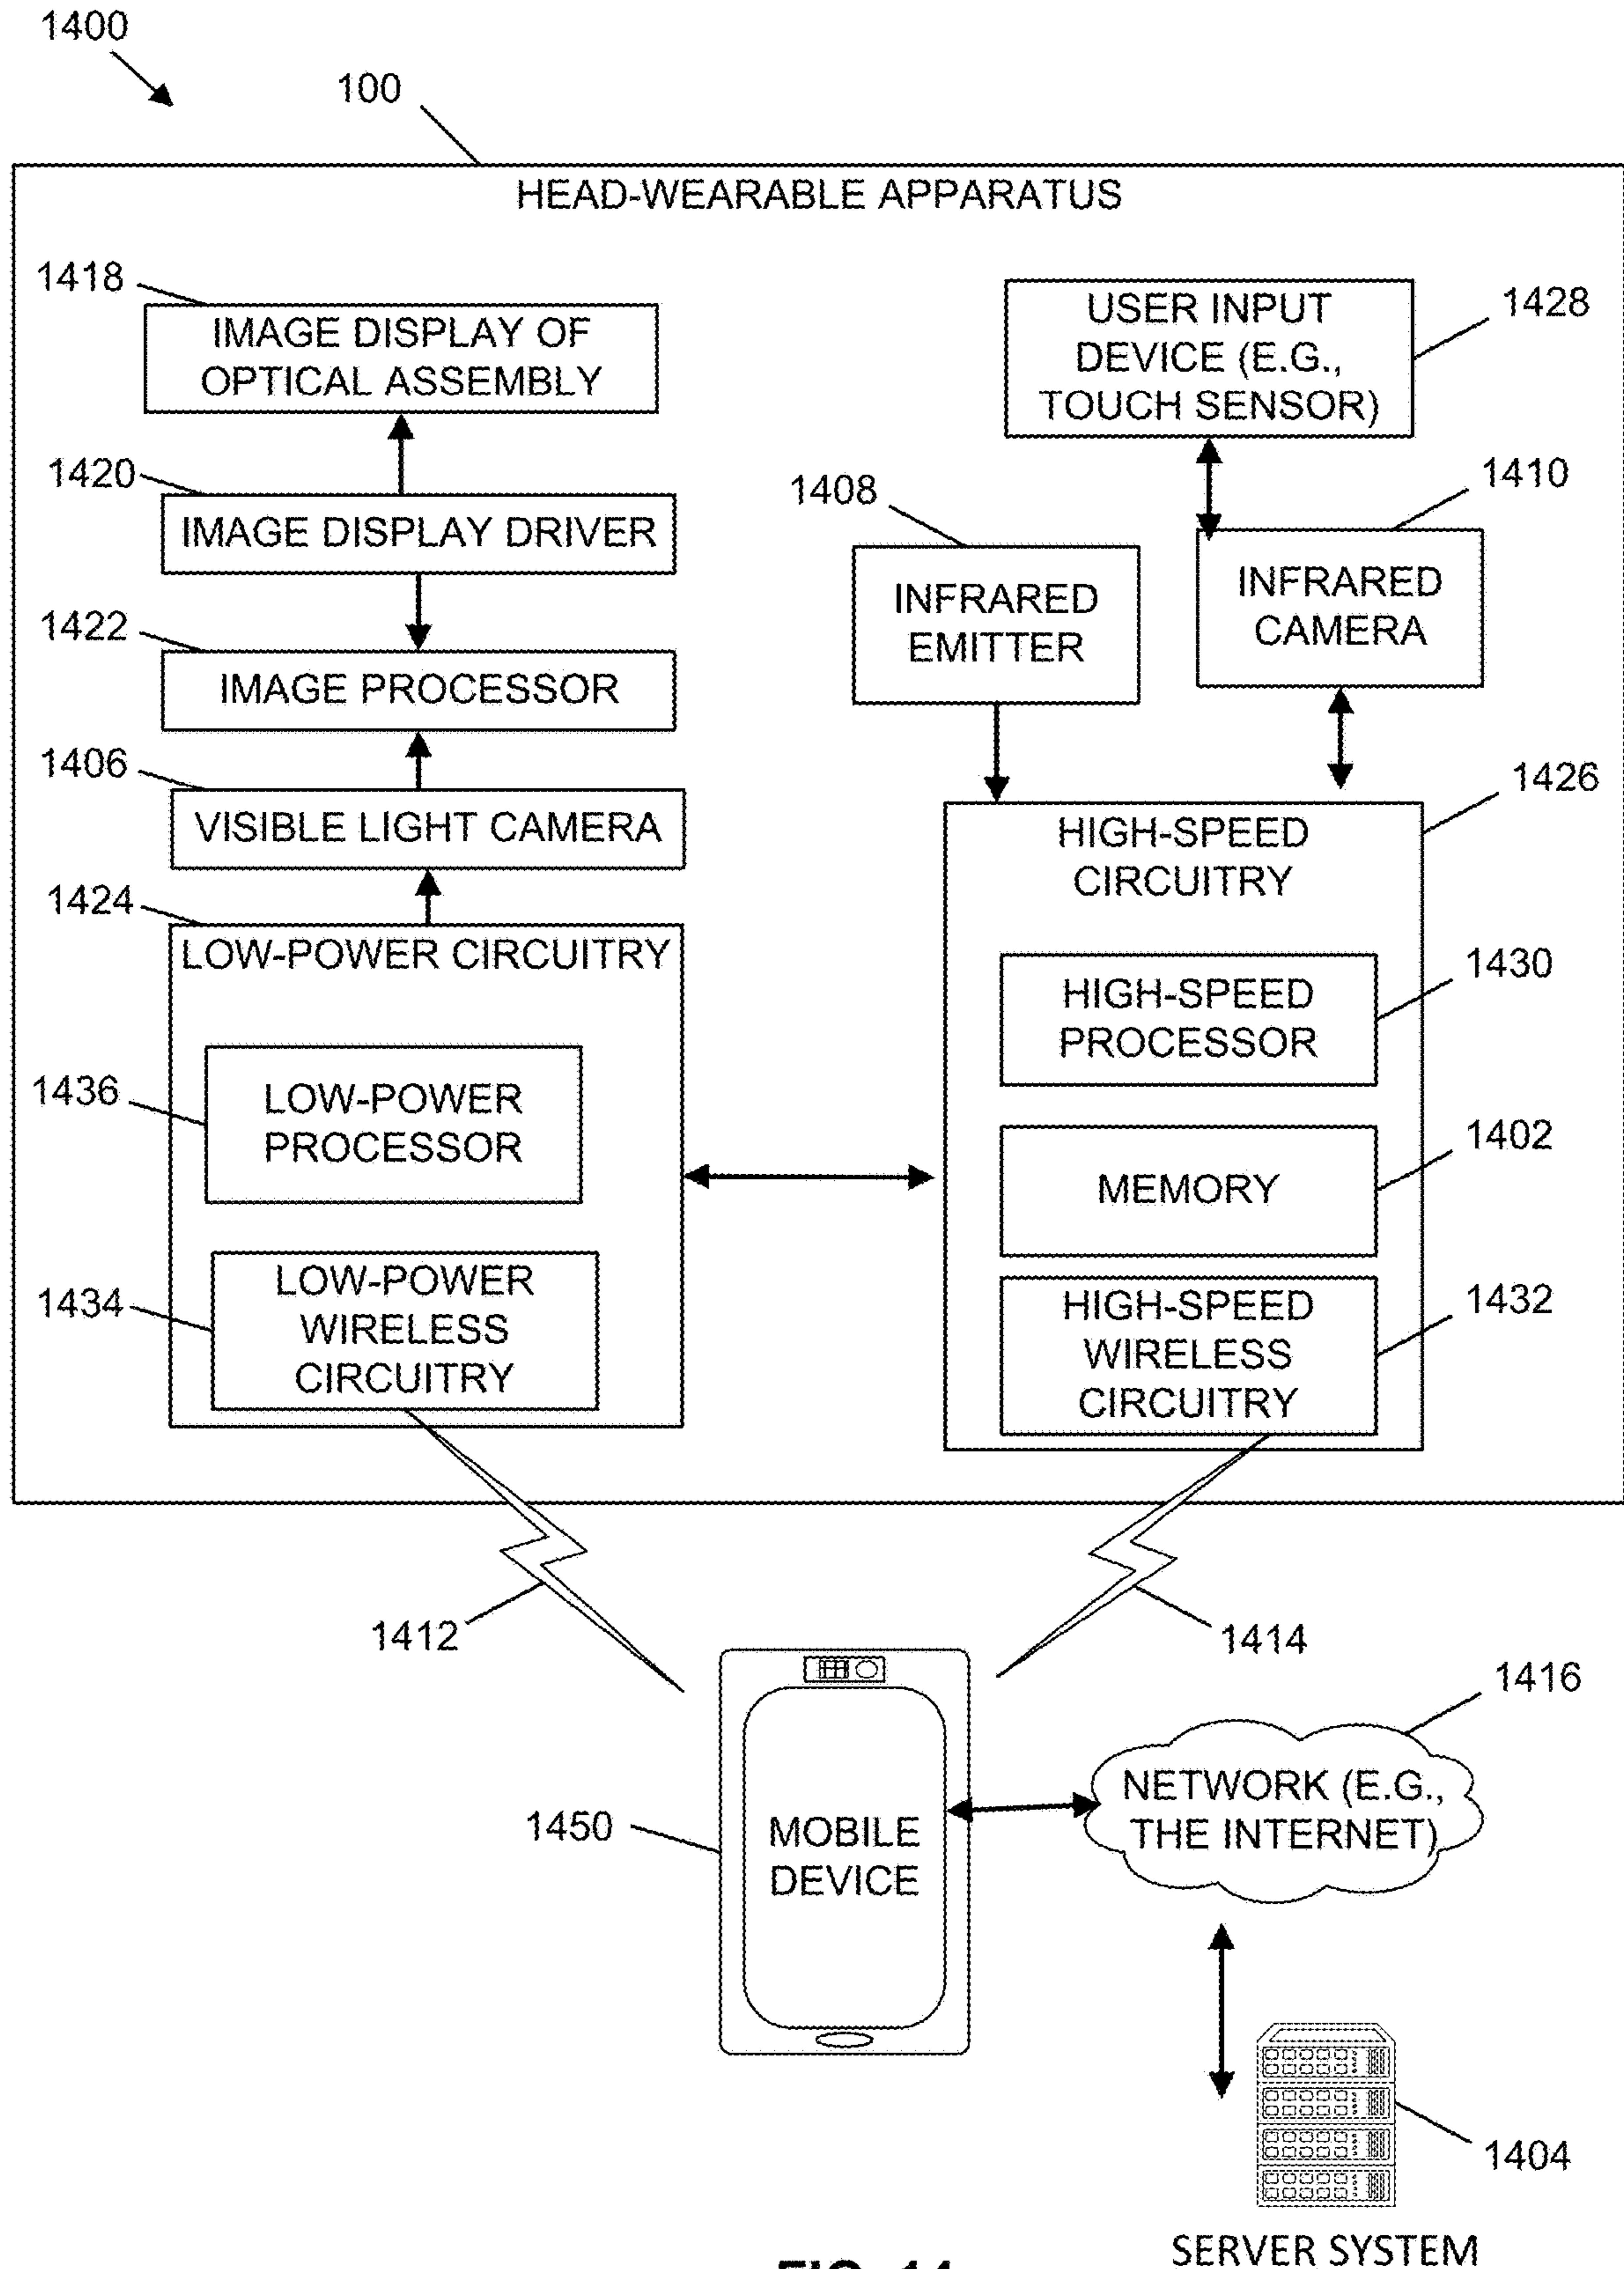 1400
100
HEAD-WEARABLE APPARATUS
1418
IMAGE DISPLAY OF
OPTICAL ASSEMBLY
USER INPUT
DEVICE (E.G.,
TOUCH SENSOR)
1428
1420
IMAGE DISPLAY DRIVER
1408
INFRARED
EMITTER
1410
INFRARED
CAMERA
1422
IMAGE PROCESSOR
1406
VISIBLE LIGHT CAMERA
1426
HIGH-SPEED
CIRCUITRY
1424
LOW-POWER CIRCUITRY
1430
HIGH-SPEED
PROCESSOR
1436
LOW-POWER
PROCESSOR
1402
MEMORY
1434
LOW-POWER
WIRELESS
CIRCUITRY
1432
HIGH-SPEED
WIRELESS
CIRCUITRY
1412
1414
1416
NETWORK (E.G.,
THE INTERNET)
1450
MOBILE
DEVICE
1404
SERVER SYSTEM